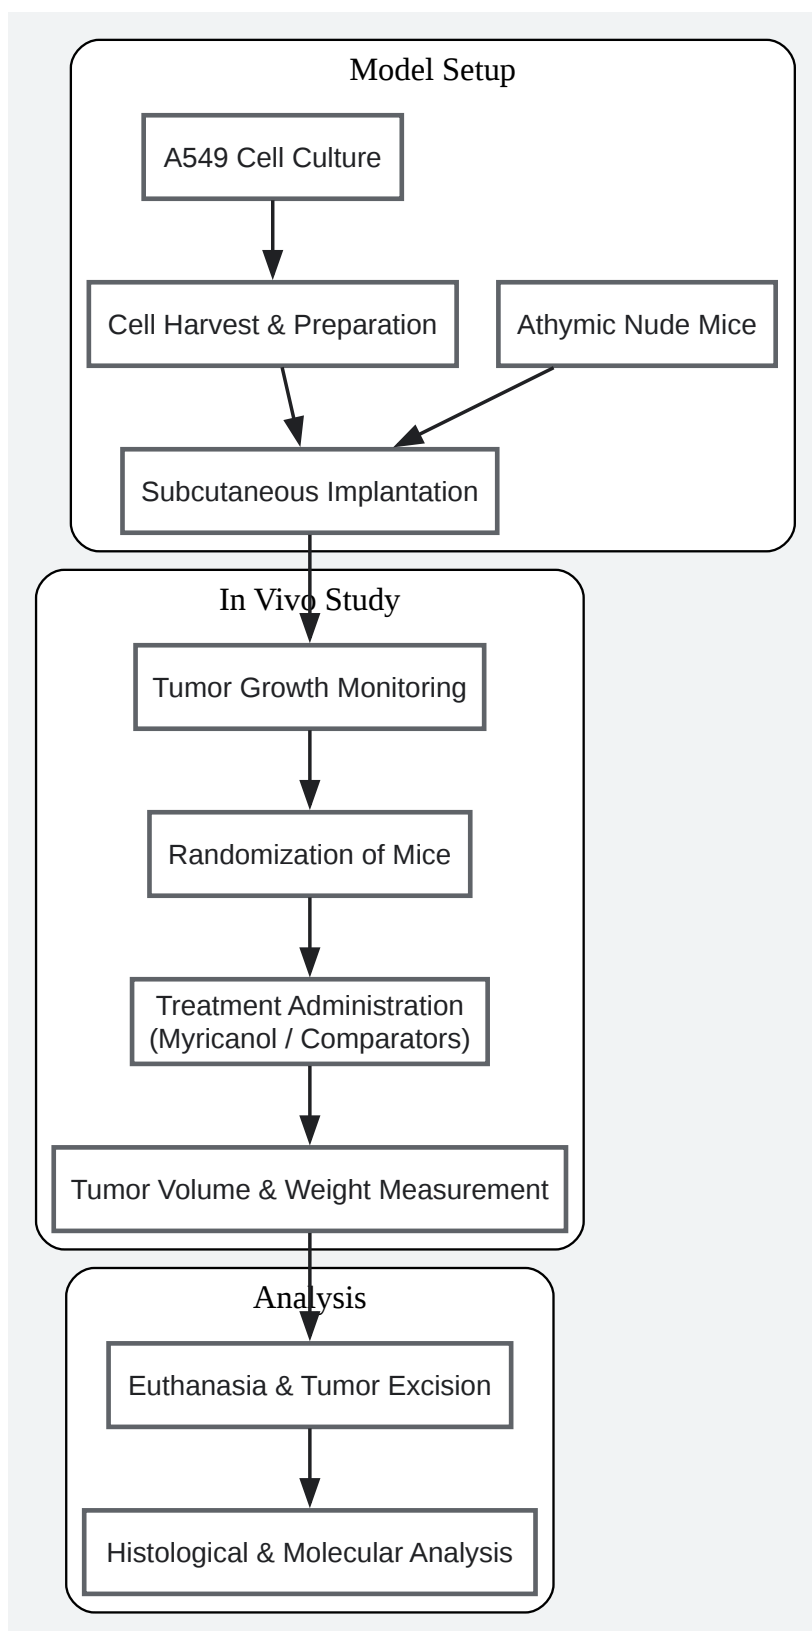 Model Setup
A549 Cell Culture
Cell Harvest & Preparation
Athymic Nude Mice
Subcutaneous Implantation
In Vivo Study
Tumor Growth Monitoring
Randomization of Mice
Treatment Administration
(Myricanol / Comparators)
Tumor Volume & Weight Measurement
Analysis
Euthanasia & Tumor Excision
Histological & Molecular Analysis